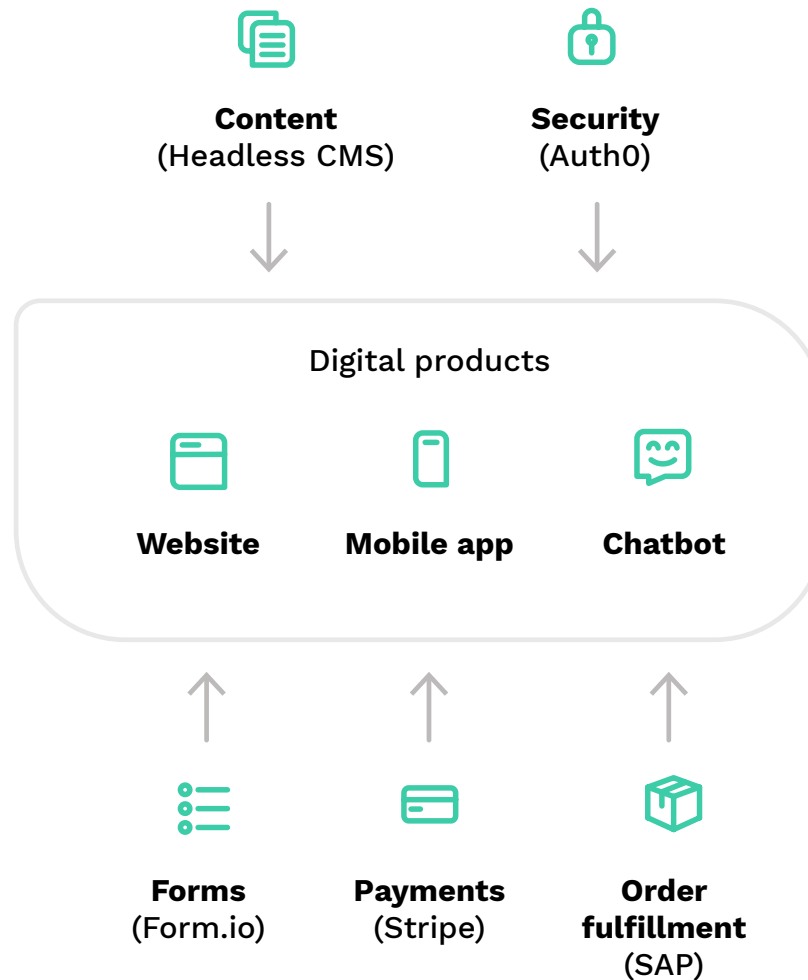 Content
(Headless CMS)
Security
(Auth0)
Digital products
Website
Mobile app
Chatbot
Forms
(Form.io)
Payments
(Stripe)
Order
fulfillment
(SAP)